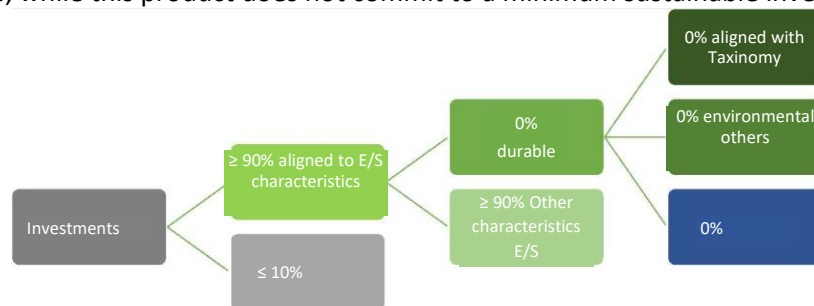 while this product does not commit to a minimum sustainable inve
0% aligned with
Taxinomy
0%
durable
0% environmental
others
≥ 90% aligned to E/S
characteristics
≥ 90% Other
characteristics
E/S
Investments
0%
≤ 10%